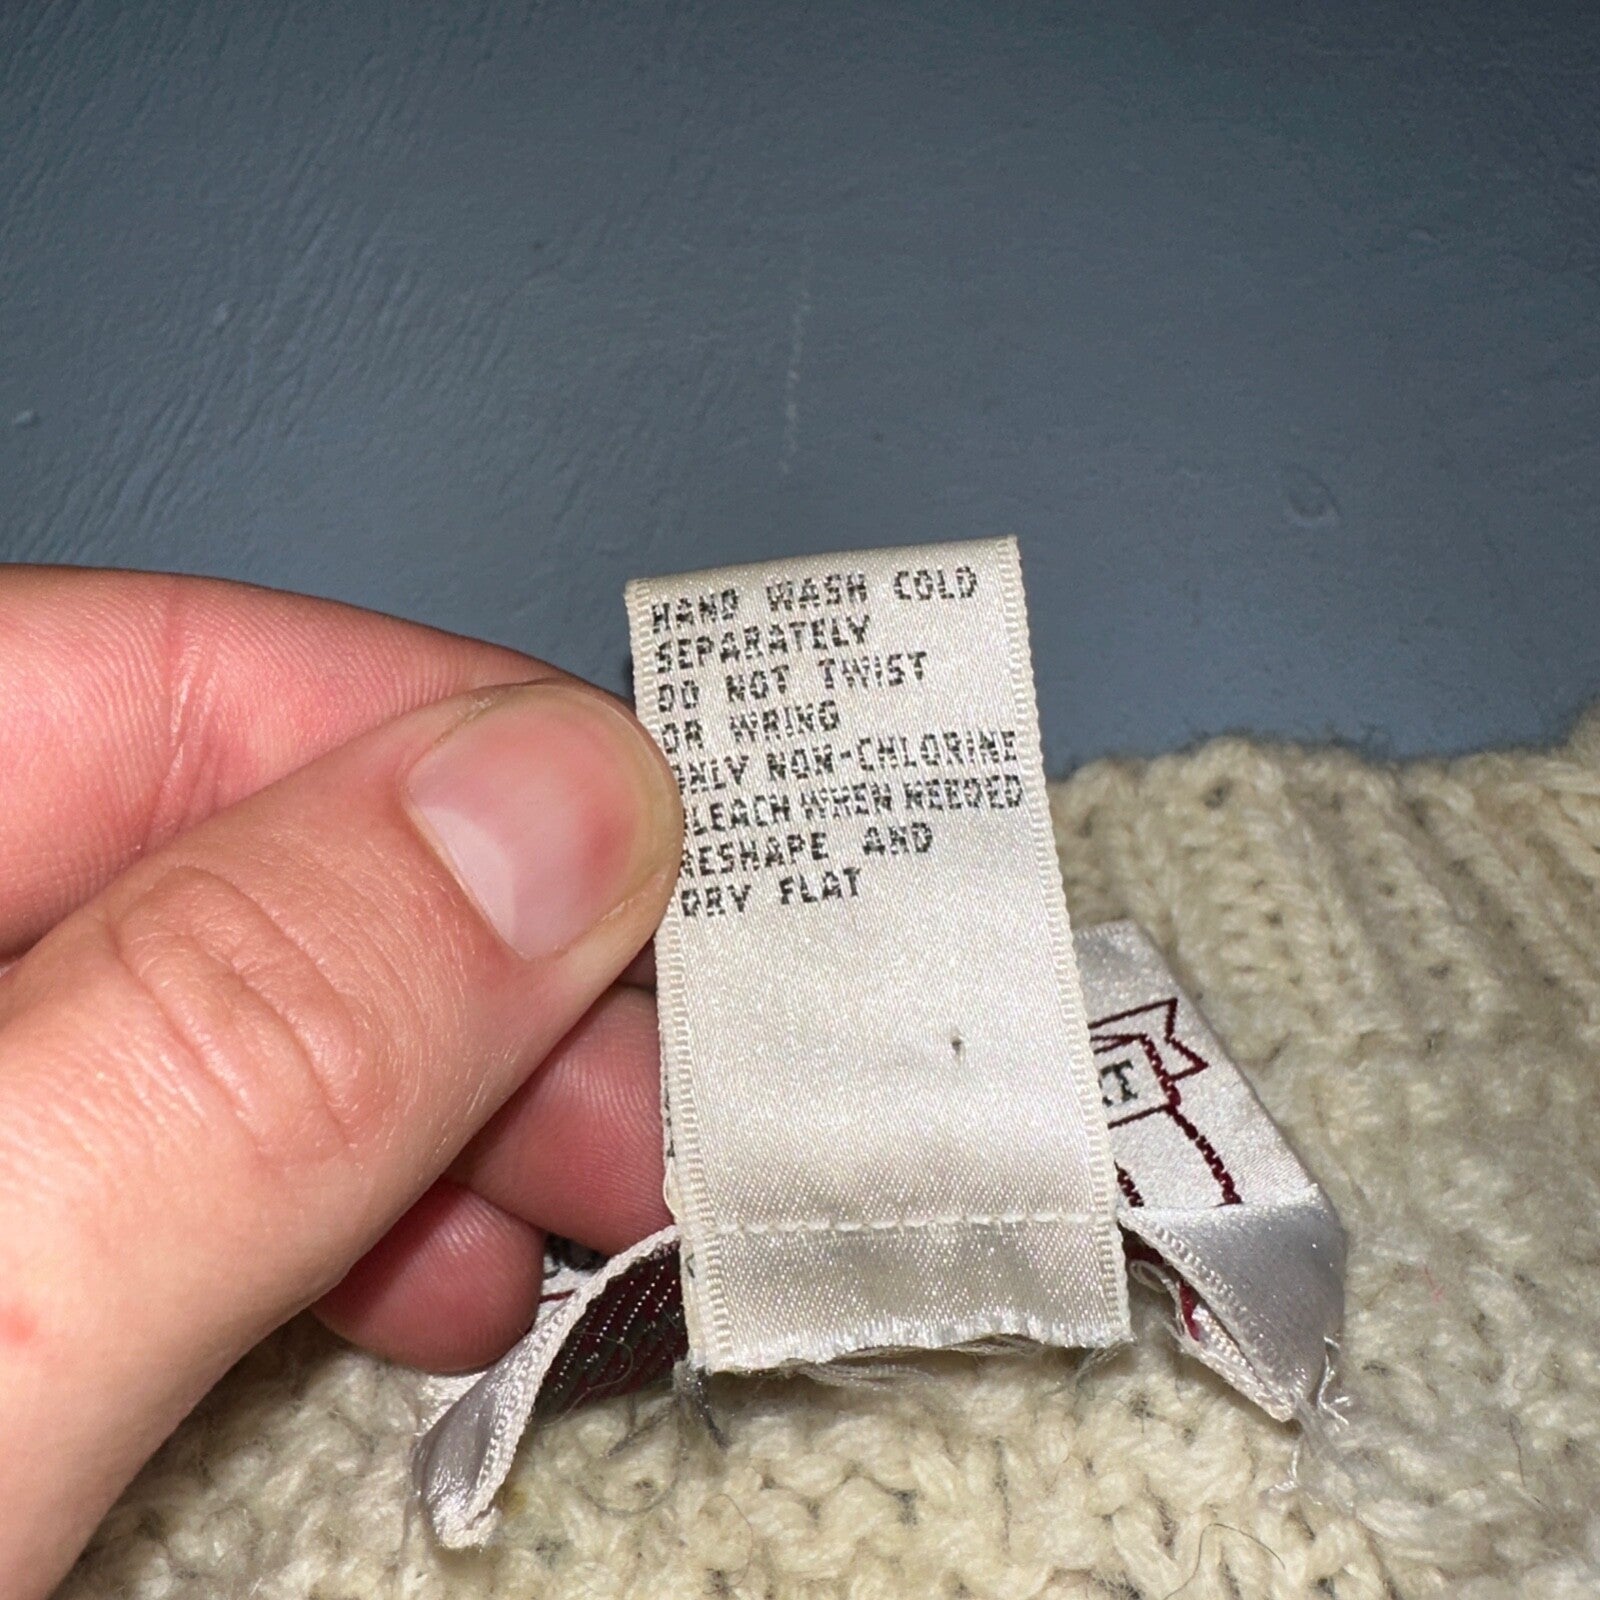 HAND WASH COLD
SEPARATELY
DO NOT TWIST
OR WRING
ONLY NON-CHLORINE
BLEACH WHEN NEEDED
RESHAPE AND
DRY FLAT